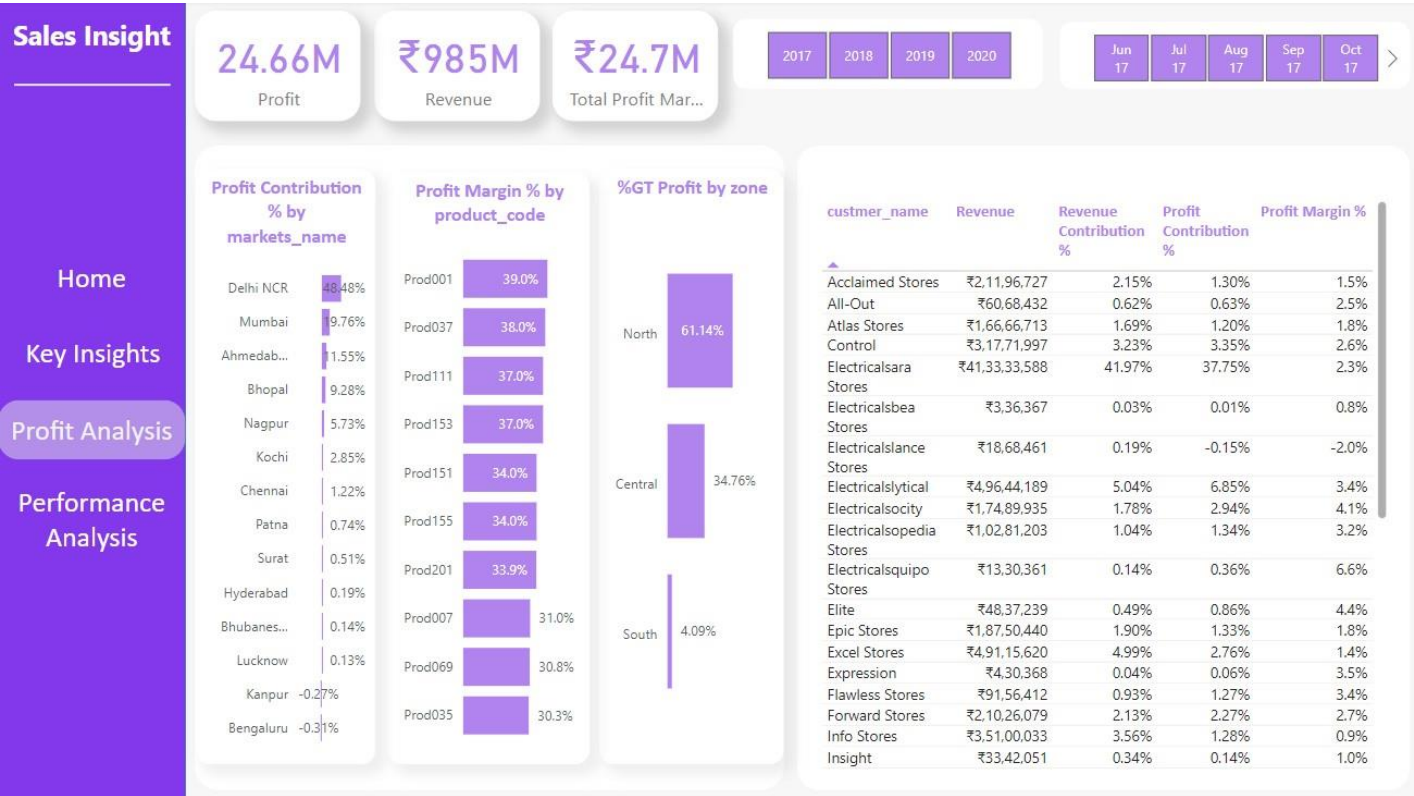 Sales Insight
Home
Key Insights
Profit Analysis
Performance
Analysis
24.66M
Profit
₹985M
Revenue
₹24.7M
Total Profit Mar...
2017 2018 2019 2020
Jun Jul Aug Sep Oct
17 17 17 17 17
Profit Contribution
% by
markets_name
Delhi NCR 48.48%
Mumbai 19.76%
Ahmedab... 11.55%
Bhopal 9.28%
Nagpur 5.73%
Kochi 2.85%
Chennai 1.22%
Patna 0.74%
Surat 0.51%
Hyderabad 0.19%
Bhubanes... 0.14%
Lucknow 0.13%
Kanpur -0.27%
Bengaluru -0.31%
Profit Margin % by
product_code
Prod001 39.0%
Prod037 38.0%
Prod111 37.0%
Prod153 37.0%
Prod151 34.0%
Prod155 34.0%
Prod201 33.9%
Prod007 31.0%
Prod069 30.8%
Prod035 30.3%
%GT Profit by zone
North 61.14%
Central 34.76%
South 4.09%
custmer_name Revenue Revenue Profit Profit Margin %
Contribution Contribution
% %
Acclaimed Stores ₹2,11,96,727 2.15% 1.30% 1.5%
All-Out ₹60,68,432 0.62% 0.63% 2.5%
Atlas Stores ₹1,66,66,713 1.69% 1.20% 1.8%
Control ₹3,17,71,997 3.23% 3.35% 2.6%
Electricalsara ₹41,33,33,588 41.97% 37.75% 2.3%
Stores
Electricalsbea ₹3,36,367 0.03% 0.01% 0.8%
Stores
Electricalslance ₹18,68,461 0.19% -0.15% -2.0%
Stores
Electricalslytical ₹4,96,44,189 5.04% 6.85% 3.4%
Electricalsocity ₹1,74,89,935 1.78% 2.94% 4.1%
Electricalsopedia ₹1,02,81,203 1.04% 1.34% 3.2%
Stores
Electricalsquipo ₹13,30,361 0.14% 0.36% 6.6%
Stores
Elite ₹48,37,239 0.49% 0.86% 4.4%
Epic Stores ₹1,87,50,440 1.90% 1.33% 1.8%
Excel Stores ₹4,91,15,620 4.99% 2.76% 1.4%
Expression ₹4,30,368 0.04% 0.06% 3.5%
Flawless Stores ₹91,56,412 0.93% 1.27% 3.4%
Forward Stores ₹2,10,26,079 2.13% 2.27% 2.7%
Info Stores ₹3,51,00,033 3.56% 1.28% 0.9%
Insight ₹33,42,051 0.34% 0.14% 1.0%